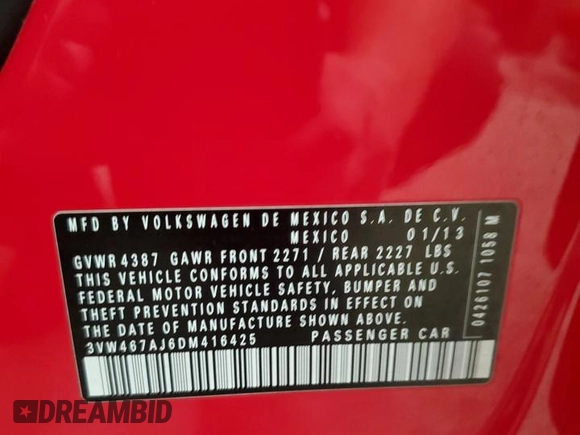 MFD BY VOLKSWAGEN DE MEXICO S.A. DE C.V.
MEXICO 01/13
GVWR 4387 GAWR FRONT 2271 / REAR 2227 LBS
THIS VEHICLE CONFORMS TO ALL APPLICABLE U.S.
FEDERAL MOTOR VEHICLE SAFETY, BUMPER AND
THEFT PREVENTION STANDARDS IN EFFECT ON
THE DATE OF MANUFACTURE SHOWN ABOVE.
3VW467AJ6DM416425 PASSENGER CAR
0426107 1058 M
DREAMBID